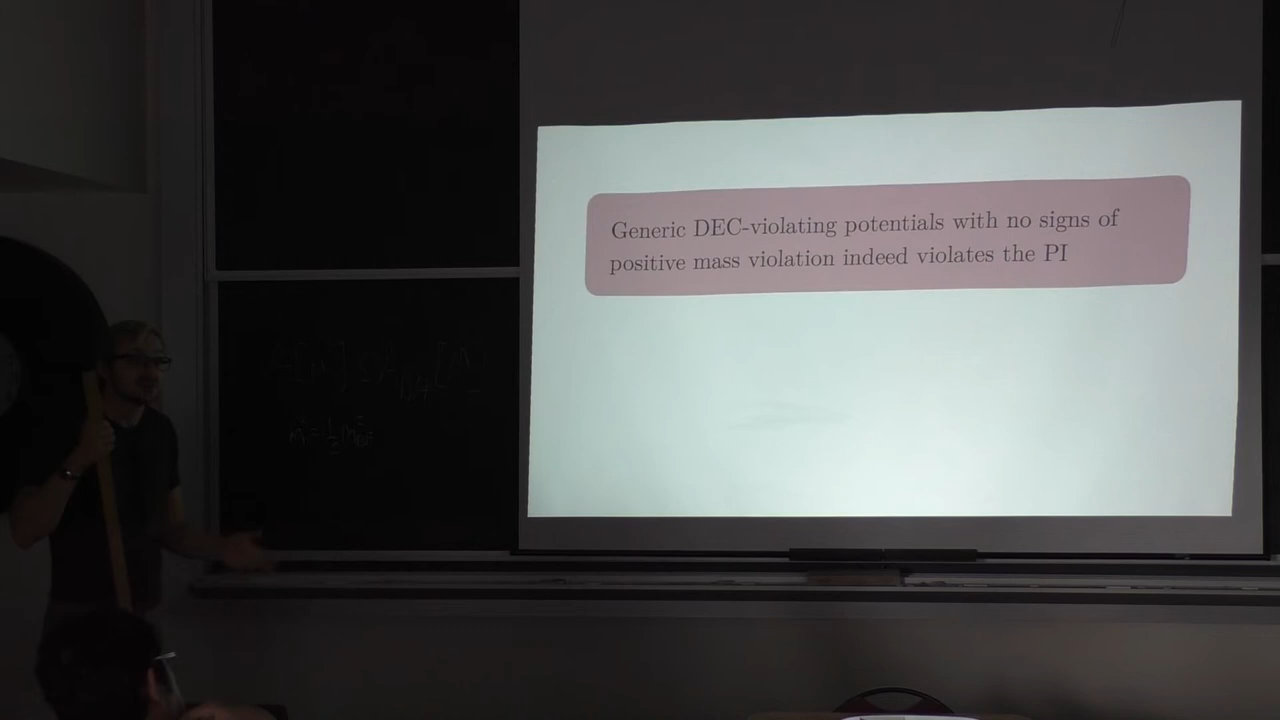 Generic DEC-violating potentials with no signs of
positive mass violation indeed violates the PI